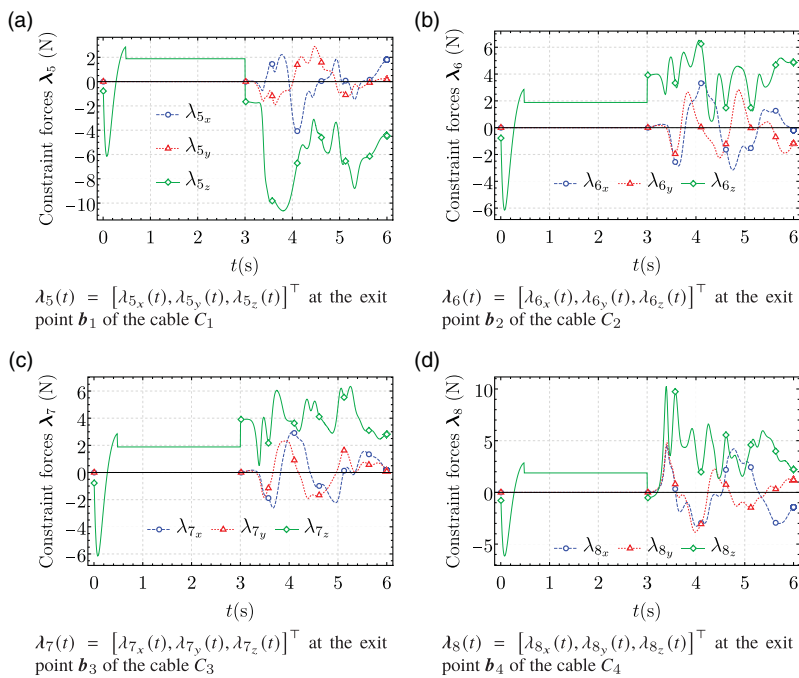 (a)
Constraint forces λ5 (N)
2
0
−2
−4
−6
−8
−10
λ5x
λ5y
λ5z
0 1 2 3 4 5 6
t(s)
λ5(t) = [λ5x(t), λ5y(t), λ5z(t)]⊤ at the exit
point b1 of the cable C1
(b)
Constraint forces λ6 (N)
6
4
2
0
−2
−4
−6
λ6x λ6y λ6z
0 1 2 3 4 5 6
t(s)
λ6(t) = [λ6x(t), λ6y(t), λ6z(t)]⊤ at the exit
point b2 of the cable C2
(c)
Constraint forces λ7 (N)
6
4
2
0
−2
−4
−6
λ7x λ7y λ7z
0 1 2 3 4 5 6
t(s)
λ7(t) = [λ7x(t), λ7y(t), λ7z(t)]⊤ at the exit
point b3 of the cable C3
(d)
Constraint forces λ8 (N)
10
5
0
−5
λ8x λ8y λ8z
0 1 2 3 4 5 6
t(s)
λ8(t) = [λ8x(t), λ8y(t), λ8z(t)]⊤ at the exit
point b4 of the cable C4